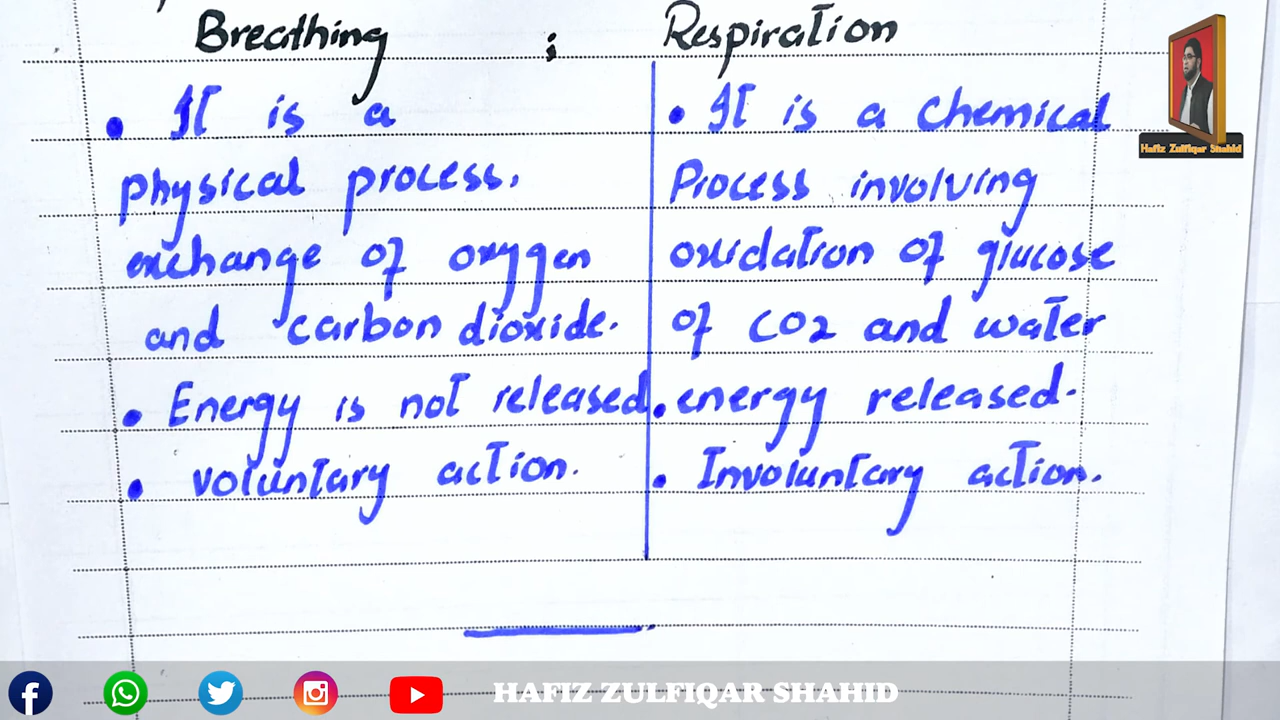 Breathing ; Respiration
• It is a
physical process.
exchange of oxygen
and carbon dioxide.
• Energy is not released
• voluntary action.
• It is a Chemical
Process involving
oxidation of glucose
of CO2 and water
• energy released.
• Involuntary action.
Hafiz Zulfiqar Shahid
HAFIZ ZULFIQAR SHAHID